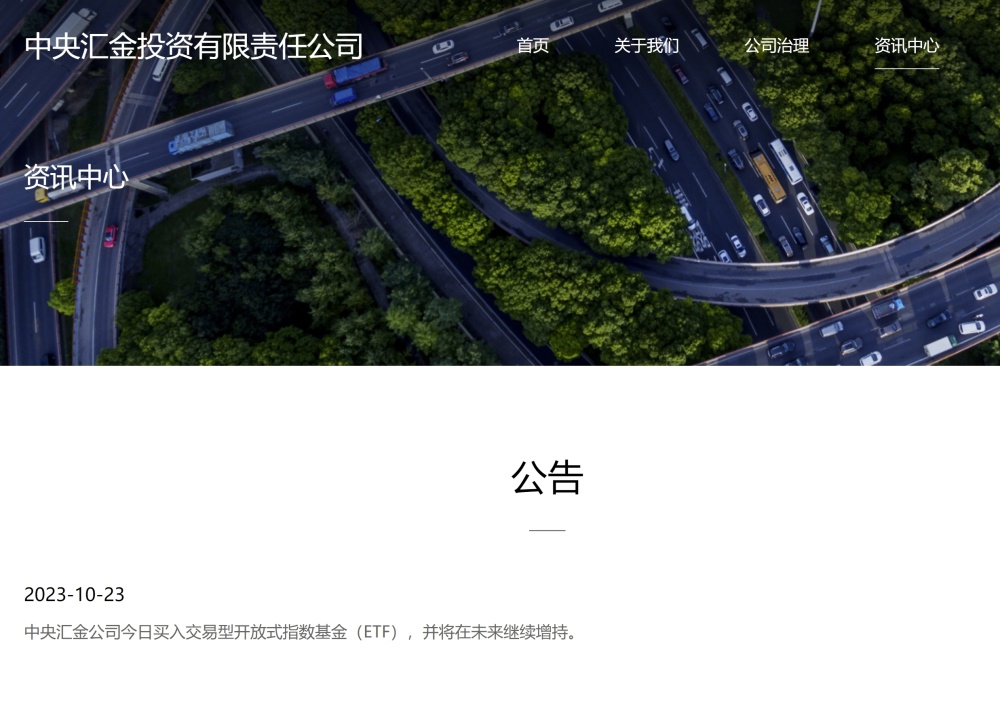 中央汇金投资有限责任公司
首页 关于我们 公司治理 资讯中心
资讯中心
公告
2023-10-23
中央汇金公司今日买入交易型开放式指数基金（ETF），并将在未来继续增持。